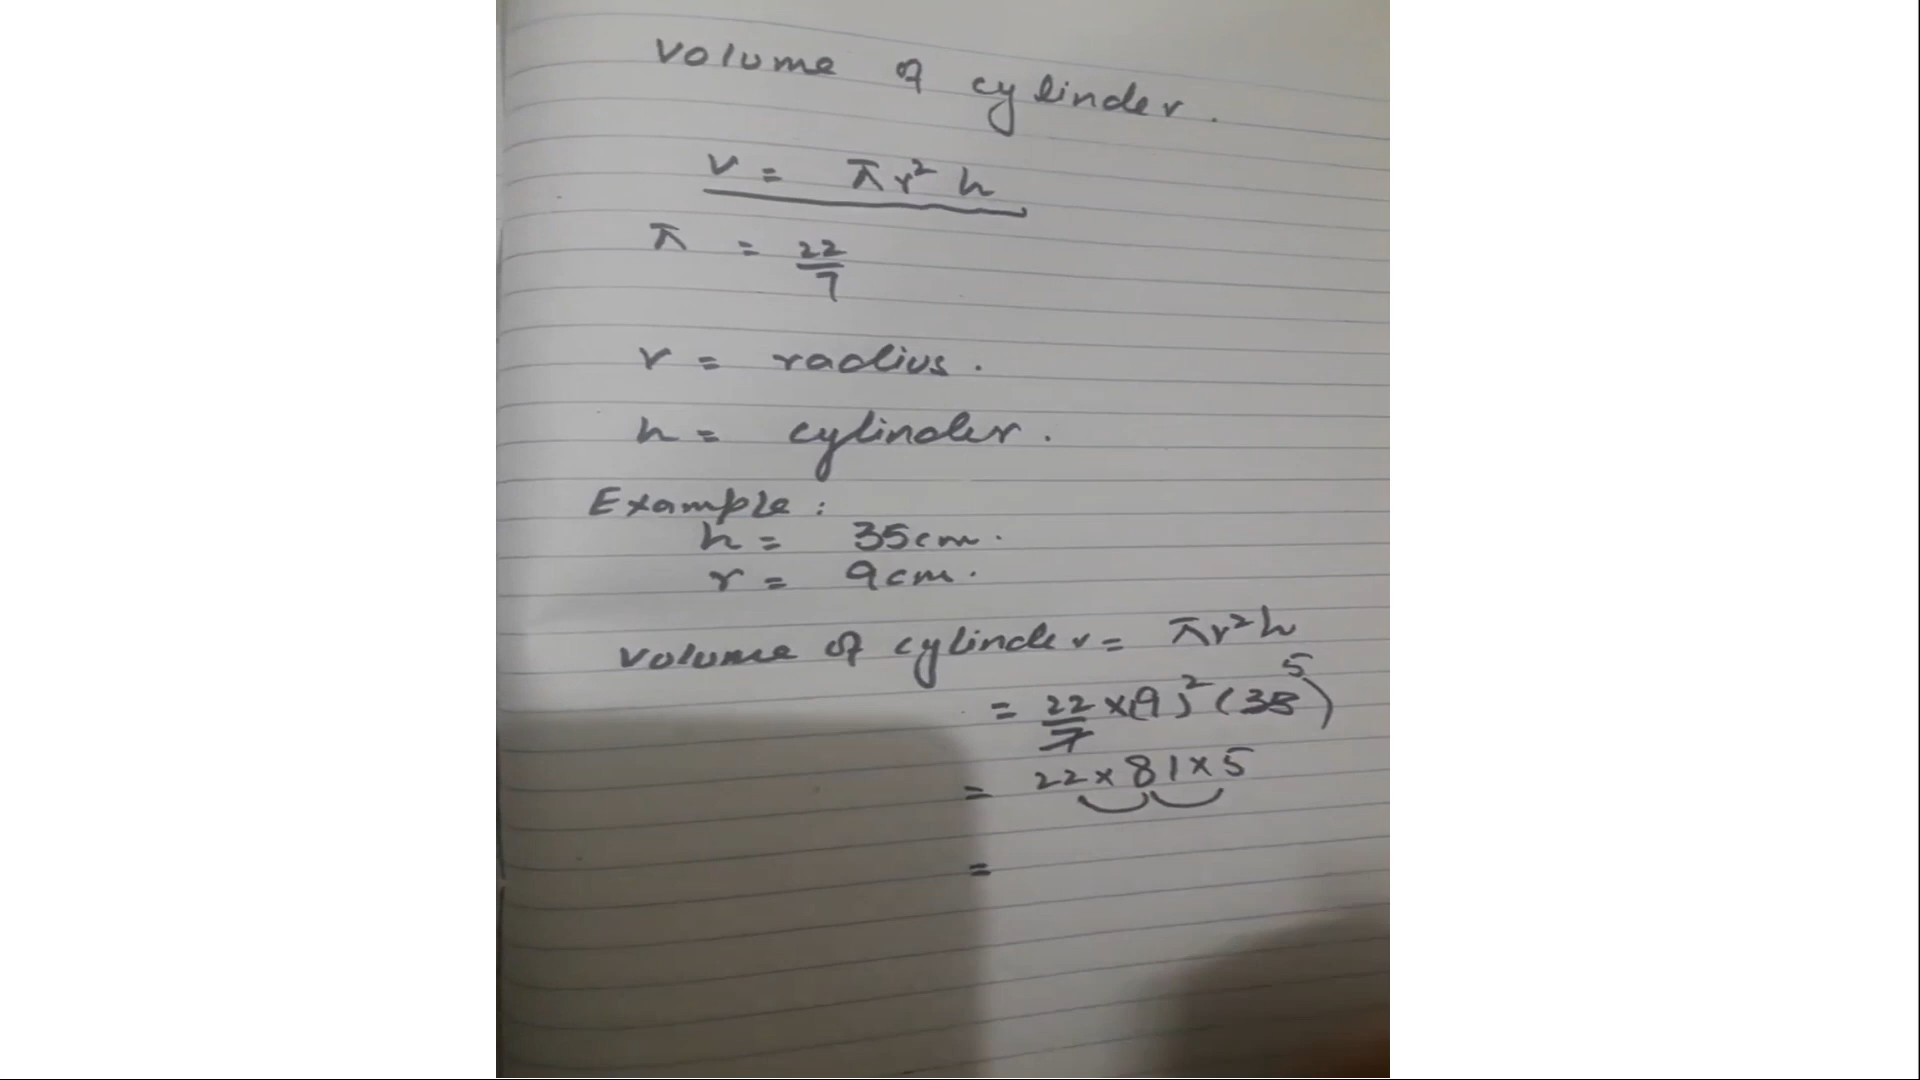 Volume of cylinder.
V = πr² h
π = 22/7
r = radius.
h = cylinder.
Example:
h = 35cm.
r = 9cm.
Volume of cylinder = πr²h
5
= 22/7 × (9)² (35)
= 22 × 81 × 5
=